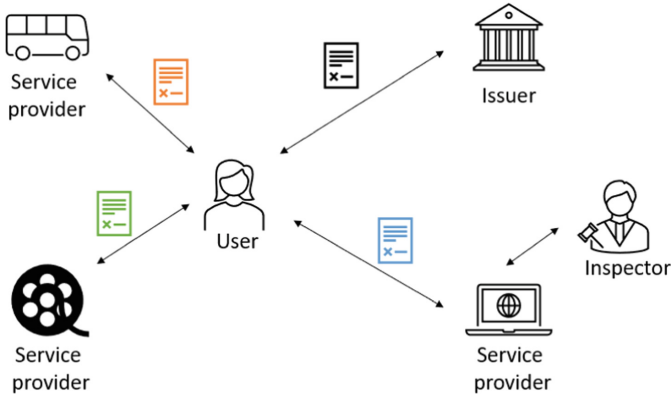 Service
provider
Issuer
User
Inspector
Service
provider
Service
provider